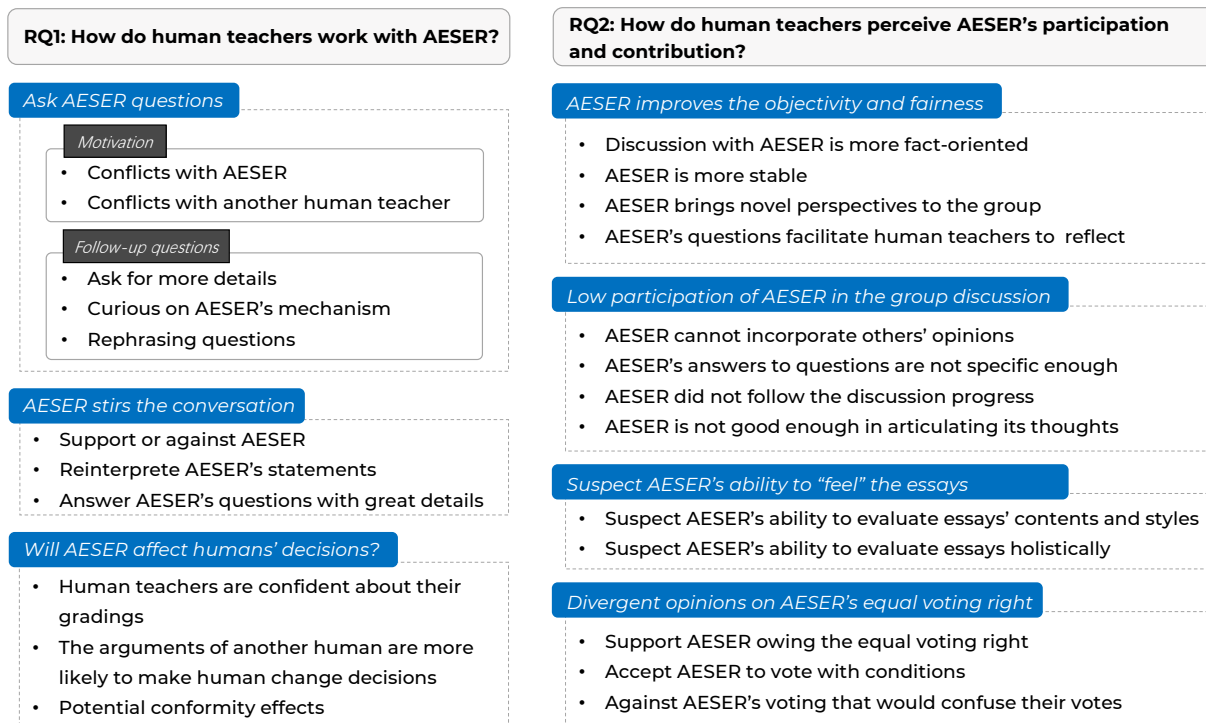 RQ1: How do human teachers work with AESER?
Ask AESER questions
Motivation
• Conflicts with AESER
• Conflicts with another human teacher
Follow-up questions
• Ask for more details
• Curious on AESER's mechanism
• Rephrasing questions
AESER stirs the conversation
• Support or against AESER
• Reinterprete AESER's statements
• Answer AESER's questions with great details
Will AESER affect humans' decisions?
• Human teachers are confident about their
gradings
• The arguments of another human are more
likely to make human change decisions
• Potential conformity effects
RQ2: How do human teachers perceive AESER's participation
and contribution?
AESER improves the objectivity and fairness
• Discussion with AESER is more fact-oriented
• AESER is more stable
• AESER brings novel perspectives to the group
• AESER's questions facilitate human teachers to reflect
Low participation of AESER in the group discussion
• AESER cannot incorporate others' opinions
• AESER's answers to questions are not specific enough
• AESER did not follow the discussion progress
• AESER is not good enough in articulating its thoughts
Suspect AESER's ability to "feel" the essays
• Suspect AESER's ability to evaluate essays' contents and styles
• Suspect AESER's ability to evaluate essays holistically
Divergent opinions on AESER's equal voting right
• Support AESER owing the equal voting right
• Accept AESER to vote with conditions
• Against AESER's voting that would confuse their votes